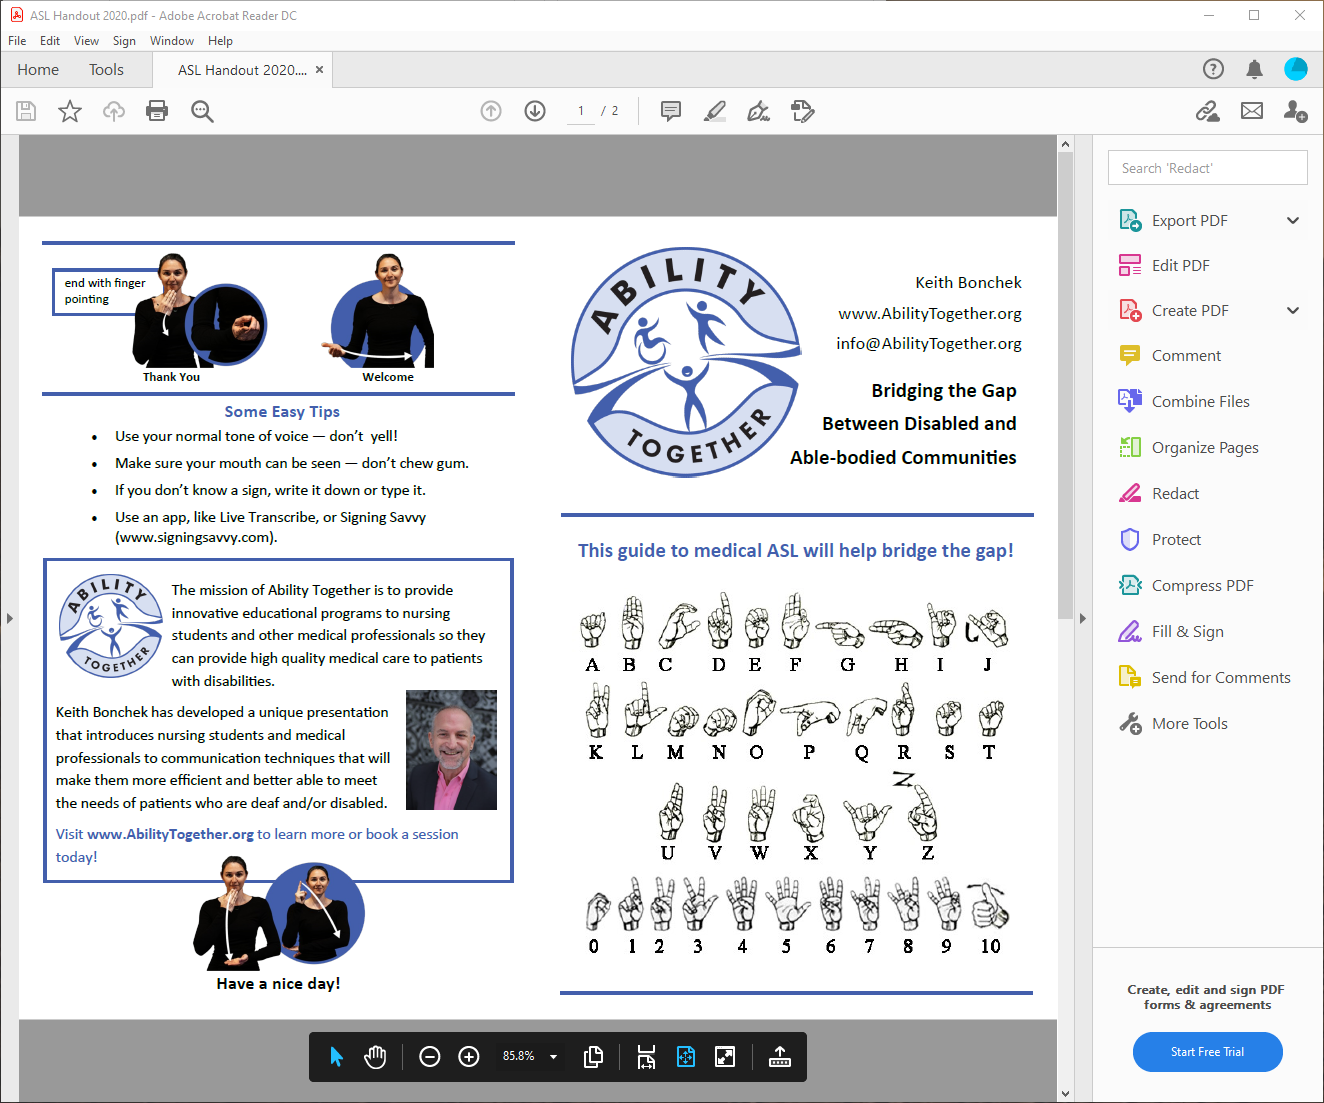 ASL Handout 2020.pdf - Adobe Acrobat Reader DC
File Edit View Sign Window Help
Home Tools ASL Handout 2020.... ×
1 / 2
end with finger
pointing
Thank You Welcome
Some Easy Tips
• Use your normal tone of voice — don’t yell!
• Make sure your mouth can be seen — don’t chew gum.
• If you don’t know a sign, write it down or type it.
• Use an app, like Live Transcribe, or Signing Savvy
(www.signingsavvy.com).
ABILITY
TOGETHER
The mission of Ability Together is to provide
innovative educational programs to nursing
students and other medical professionals so they
can provide high quality medical care to patients
with disabilities.
Keith Bonchek has developed a unique presentation
that introduces nursing students and medical
professionals to communication techniques that will
make them more efficient and better able to meet
the needs of patients who are deaf and/or disabled.
Visit www.AbilityTogether.org to learn more or book a session
today!
Have a nice day!
ABILITY
TOGETHER
Keith Bonchek
www.AbilityTogether.org
info@AbilityTogether.org
Bridging the Gap
Between Disabled and
Able-bodied Communities
This guide to medical ASL will help bridge the gap!
A B C D E F G H I J
K L M N O P Q R S T
Z
U V W X Y Z
0 1 2 3 4 5 6 7 8 9 10
85.8%
Search 'Redact'
Export PDF
Edit PDF
Create PDF
Comment
Combine Files
Organize Pages
Redact
Protect
Compress PDF
Fill & Sign
Send for Comments
More Tools
Create, edit and sign PDF
forms & agreements
Start Free Trial